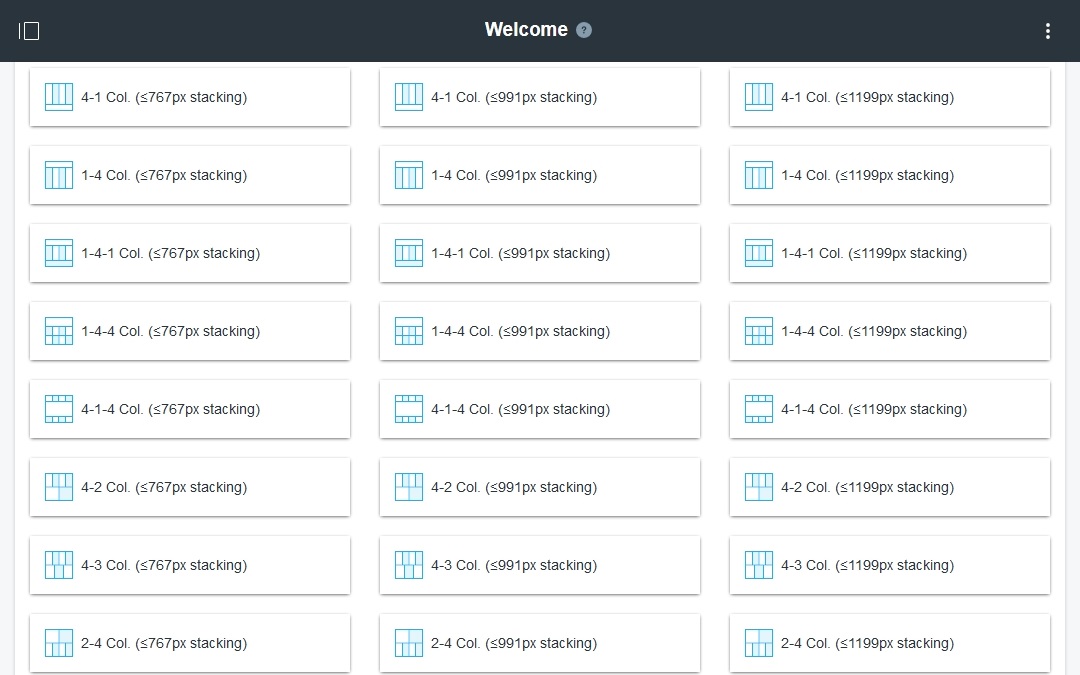 Welcome ?
4-1 Col. (≤767px stacking) 4-1 Col. (≤991px stacking) 4-1 Col. (≤1199px stacking)
1-4 Col. (≤767px stacking) 1-4 Col. (≤991px stacking) 1-4 Col. (≤1199px stacking)
1-4-1 Col. (≤767px stacking) 1-4-1 Col. (≤991px stacking) 1-4-1 Col. (≤1199px stacking)
1-4-4 Col. (≤767px stacking) 1-4-4 Col. (≤991px stacking) 1-4-4 Col. (≤1199px stacking)
4-1-4 Col. (≤767px stacking) 4-1-4 Col. (≤991px stacking) 4-1-4 Col. (≤1199px stacking)
4-2 Col. (≤767px stacking) 4-2 Col. (≤991px stacking) 4-2 Col. (≤1199px stacking)
4-3 Col. (≤767px stacking) 4-3 Col. (≤991px stacking) 4-3 Col. (≤1199px stacking)
2-4 Col. (≤767px stacking) 2-4 Col. (≤991px stacking) 2-4 Col. (≤1199px stacking)